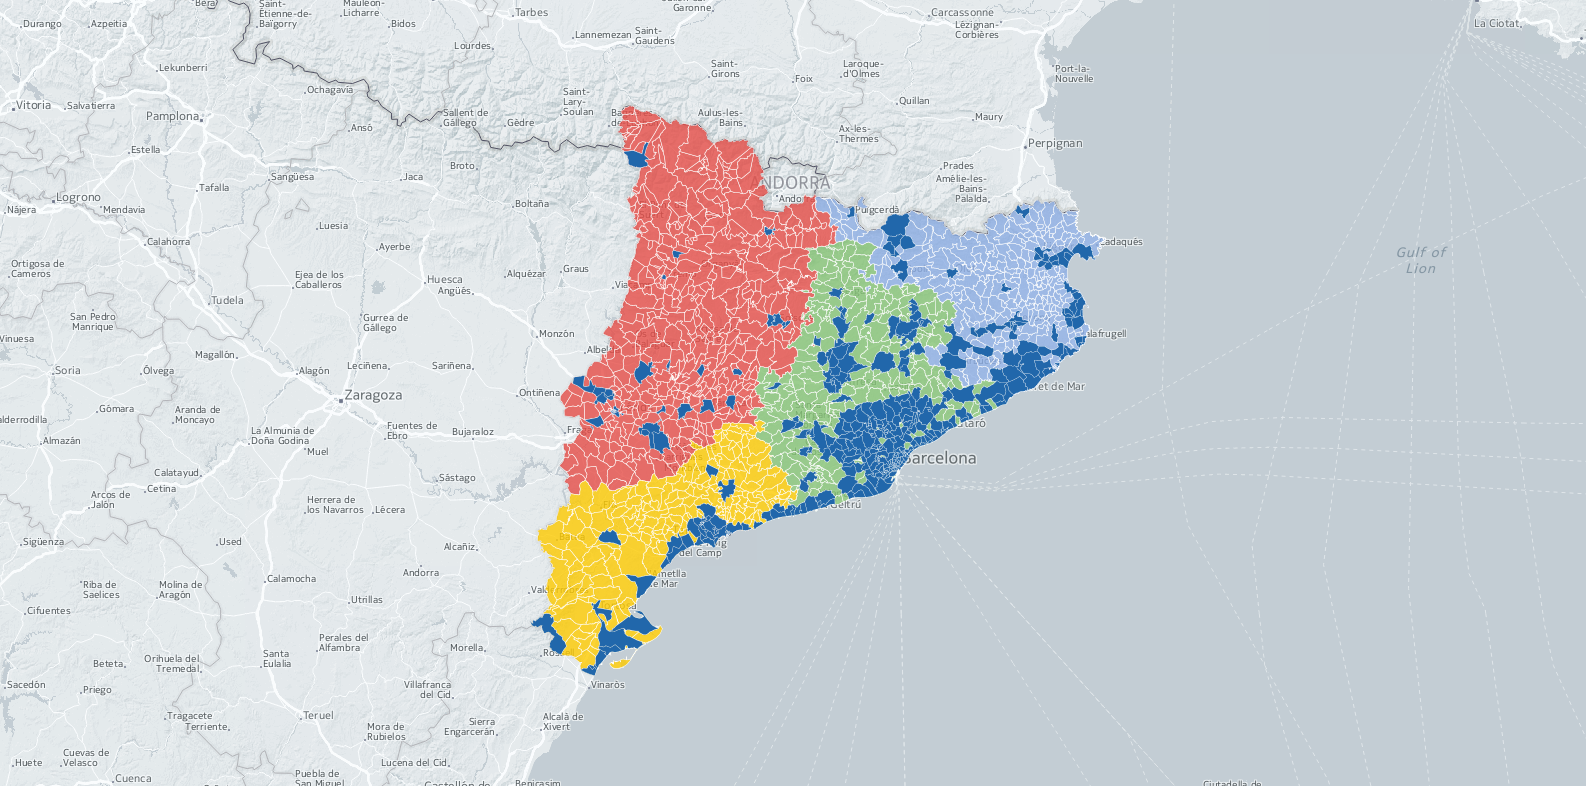 Durango
Azpeitia
Bera
Saint-
Étienne-de-
Baïgorry
Mauléon-
Licharre
Bidos
Tarbes
Garonne
Carcassonne
Lézignan-
Corbières
La Ciotat
Lourdes
Lannemezan
Saint-
Gaudens
Lekunberri
Saint-
Girons
Foix
Laroque-
d'Olmes
Port-la-
Nouvelle
Vitoria
Salvatierra
Ochagavía
Saint-
Lary-
Soulan
Quillan
Pamplona
Sallent de
Gállego
Gèdre
Aulus-les-
Bains
Maury
Ansó
Ax-les-
Thermes
Perpignan
Estella
Broto
Prades
Sangüesa
Jaca
ANDORRA
Amélie-les-
Bains-
Palalda
Tafalla
Logrono
Boltaña
Puigcerdà
Nájera
Mendavia
Luesia
Calahorra
Ayerbe
adaqués
Gulf of
Lion
Ortigosa de
Cameros
Ejea de los
Caballeros
Huesca
Angüés
Alquézar
Graus
Tudela
San Pedro
Manrique
Gurrea de
Gállego
Vinuesa
Monzón
alafrugell
Magallón
Soria
Ólvega
Alagón
Leciñena
Sariñena
Zaragoza
Ontiñena
et de Mar
Gómara
Aranda de
Moncayo
alderrodilla
Almazán
La Almunia de
Doña Godina
Fuentes de
Ebro
Bujaraloz
Muel
Barcelona
Calatayud
Cetina
Sástago
Arcos de
Jalón
Herrera de
los Navarros
Lécera
Geltrú
Sigüenza
Used
Alcañiz
del Camp
Andorra
Ametlla
de Mar
Calamocha
Riba de
Saelices
Molina de
Aragón
Utrillas
Cifuentes
Perales del
Alfambra
Morella
Beteta
Orihuela del
Tremedal
Santa
Eulalia
Sacedón
Priego
Villafranca
del Cid
Vinaròs
Tragacete
Terriente
Teruel
Mora de
Rubielos
Sierra
Engarcerán
Alcalà de
Xivert
Huete
Cuevas de
Velasco
Lucena del Cid
Cuenca
Puebla de
San Miguel
Castellón de
Benicasim
Ciutadella de